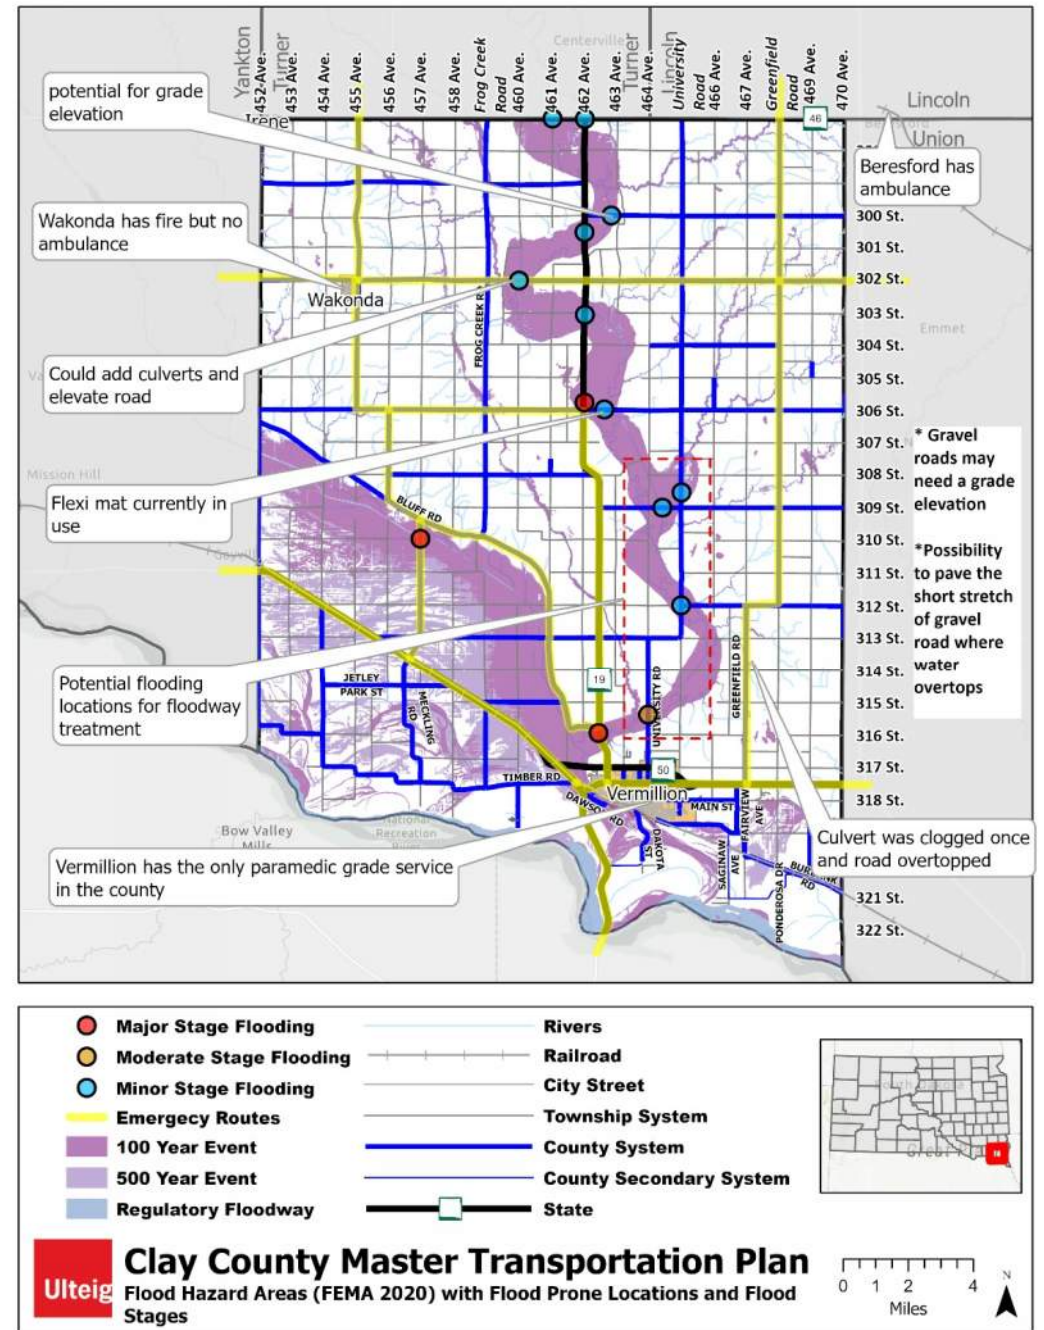 Yankton
Turner
452 Ave.
453 Ave.
454 Ave.
455 Ave.
456 Ave.
457 Ave.
458 Ave.
Frog Creek
Road
460 Ave.
461 Ave.
462 Ave.
463 Ave.
Turner
Lincoln
464 Ave.
University
Road
466 Ave.
467 Ave.
Greenfield
Road
469 Ave.
470 Ave.
Centerville
Lincoln
Union
46
Irene
potential for grade
elevation
Beresford has
ambulance
Wakonda has fire but no
ambulance
Wakonda
300 St.
301 St.
302 St.
303 St.
304 St.
305 St.
306 St.
307 St.
308 St.
309 St.
310 St.
311 St.
312 St.
313 St.
314 St.
315 St.
316 St.
317 St.
318 St.
321 St.
322 St.
Emmet
FROG CREEK
Could add culverts and
elevate road
Mission Hill
Flexi mat currently in
use
BLUFF RD
* Gravel
roads may
need a grade
elevation
*Possibility
to pave the
short stretch
of gravel
road where
water
overtops
Potential flooding
locations for floodway
treatment
JETLEY
PARK ST
MECKLING
RD
19
UNIVERSITY RD
GREENFIELD RD
50
TIMBER RD
Vermillion
MAIN ST
DAKOTA
ST
SAGINAW
AVE
FAIRVIEW
AVE
PONDEROSA DR
RD
Bow Valley
Mills
National
Recreation
Vermillion has the only paramedic grade service
in the county
Culvert was clogged once
and road overtopped
Major Stage Flooding
Moderate Stage Flooding
Minor Stage Flooding
Emergecy Routes
100 Year Event
500 Year Event
Regulatory Floodway
Rivers
Railroad
City Street
Township System
County System
County Secondary System
State
South Dakota
Ulteig
Clay County Master Transportation Plan
Flood Hazard Areas (FEMA 2020) with Flood Prone Locations and Flood
Stages
0 1 2 4
Miles
N